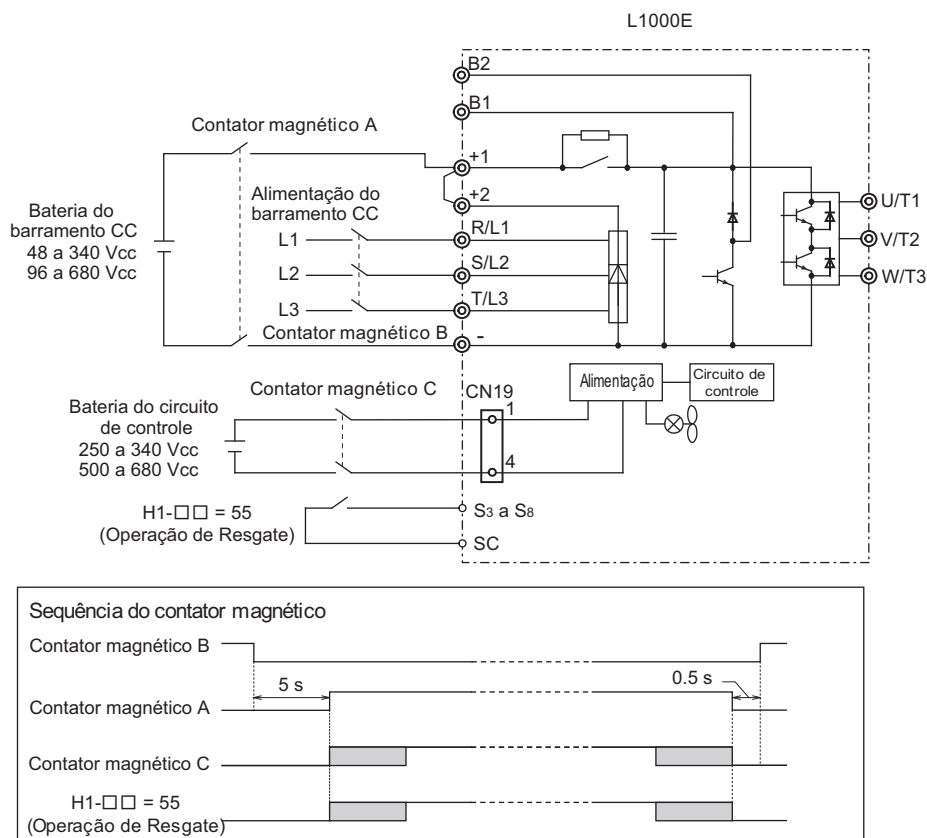 L1000E
B2
B1
Contator magnético A
+1
+2
Alimentação do
barramento CC
Bateria do
barramento CC
48 a 340 Vcc
96 a 680 Vcc
L1
R/L1
L2
S/L2
L3
T/L3
U/T1
V/T2
W/T3
Contator magnético B
-
Contator magnético C
CN19
1
4
Alimentação
Circuito de
controle
Bateria do circuito
de controle
250 a 340 Vcc
500 a 680 Vcc
H1-□□ = 55
(Operação de Resgate)
S3 a S8
SC
Sequência do contator magnético
Contator magnético B
5 s
0.5 s
Contator magnético A
Contator magnético C
H1-□□ = 55
(Operação de Resgate)